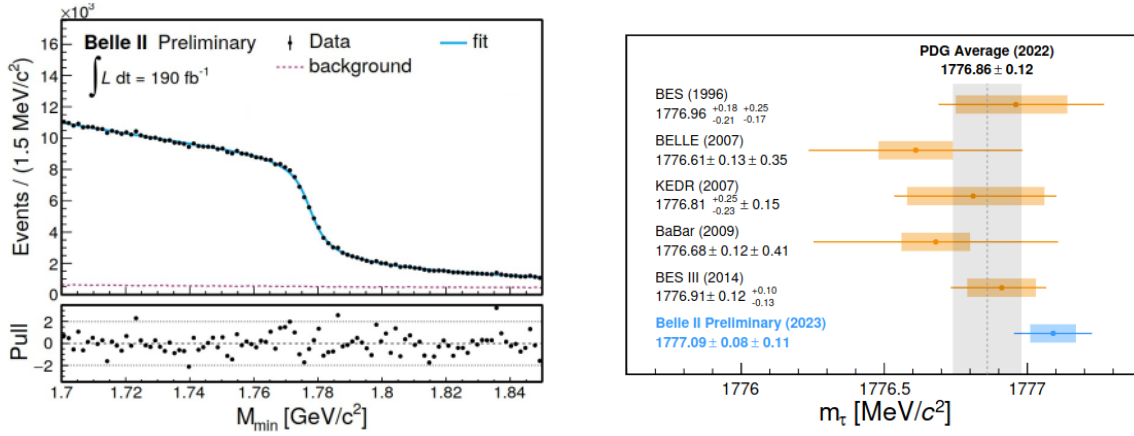 ×10³
Belle II Preliminary
∫ L dt = 190 fb⁻¹
Data
fit
background
Events / (1.5 MeV/c²)
16
14
12
10
8
6
4
2
0
Pull
2
0
−2
1.7 1.72 1.74 1.76 1.78 1.8 1.82 1.84
M_min [GeV/c²]
PDG Average (2022)
1776.86 ± 0.12
BES (1996)
1776.96 +0.18 -0.21 +0.25 -0.17
BELLE (2007)
1776.61 ± 0.13 ± 0.35
KEDR (2007)
1776.81 +0.25 -0.23 ± 0.15
BaBar (2009)
1776.68 ± 0.12 ± 0.41
BES III (2014)
1776.91 ± 0.12 +0.10 -0.13
Belle II Preliminary (2023)
1777.09 ± 0.08 ± 0.11
1776 1776.5 1777
m_τ [MeV/c²]